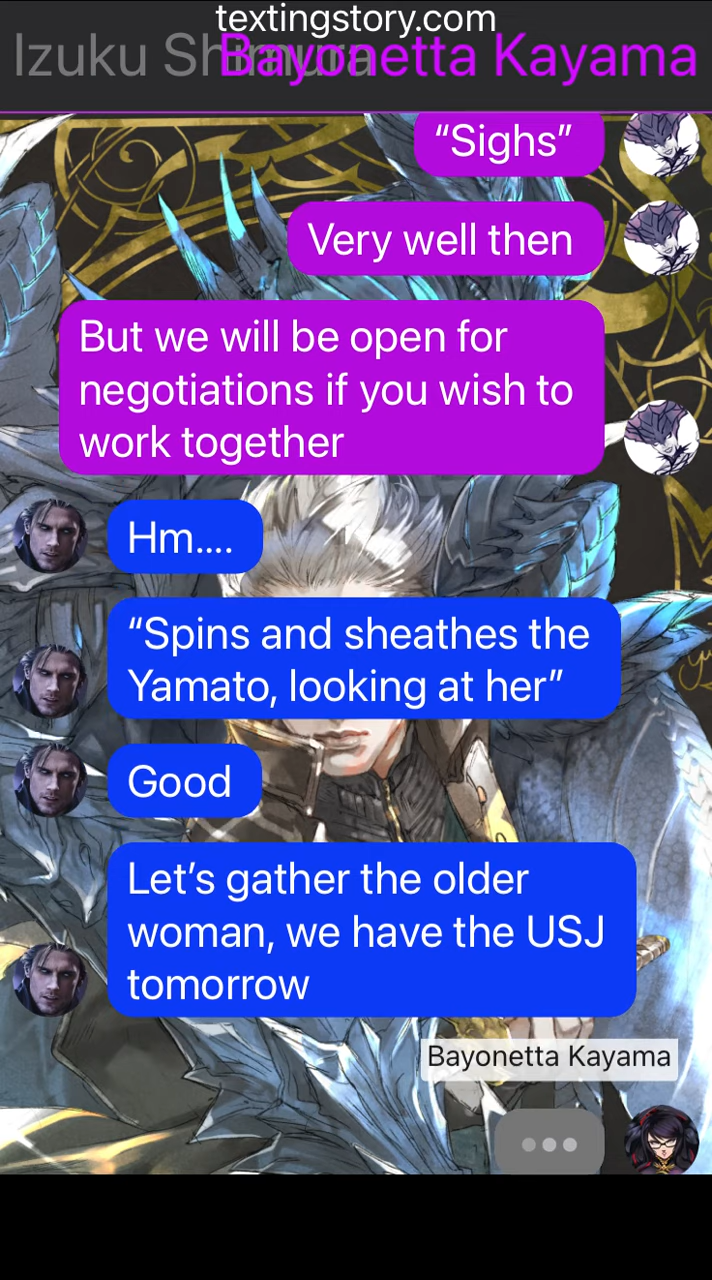 textingstory.com
Izuku Shimura
Bayonetta Kayama
“Sighs”
Very well then
But we will be open for
negotiations if you wish to
work together
Hm....
“Spins and sheathes the
Yamato, looking at her”
Good
Let’s gather the older
woman, we have the USJ
tomorrow
Bayonetta Kayama